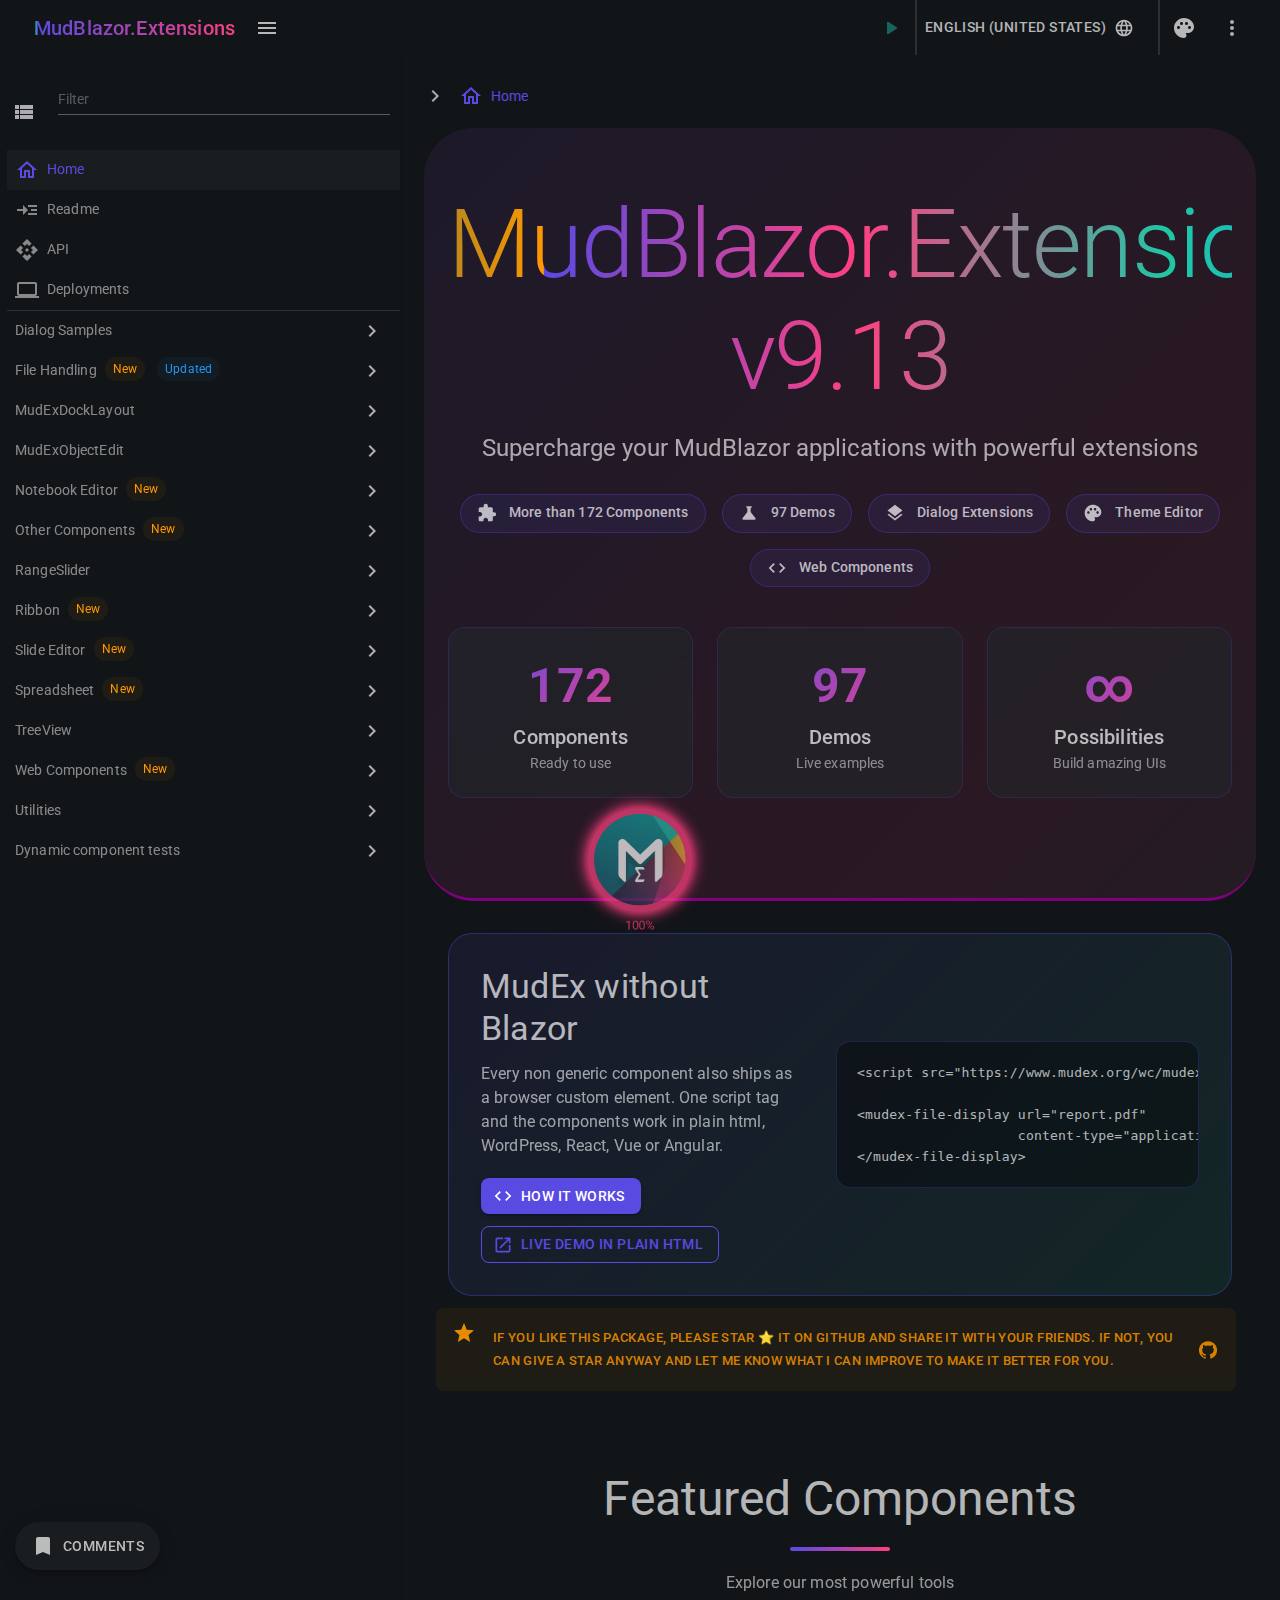 MudBlazor.Extensions
ENGLISH (UNITED STATES)
Filter
Home
Readme
API
Deployments
Dialog Samples
File Handling New Updated
MudExDockLayout
MudExObjectEdit
Notebook Editor New
Other Components New
RangeSlider
Ribbon New
Slide Editor New
Spreadsheet New
TreeView
Web Components New
Utilities
Dynamic component tests
COMMENTS
Home
MudBlazor.Extensic
v9.13
Supercharge your MudBlazor applications with powerful extensions
More than 172 Components
97 Demos
Dialog Extensions
Theme Editor
Web Components
172
Components
Ready to use
97
Demos
Live examples
∞
Possibilities
Build amazing UIs
M
Σ
100%
MudEx without
Blazor
Every non generic component also ships as
a browser custom element. One script tag
and the components work in plain html,
WordPress, React, Vue or Angular.
HOW IT WORKS
LIVE DEMO IN PLAIN HTML
<script src="https://www.mudex.org/wc/mudex
<mudex-file-display url="report.pdf"
content-type="applicati
</mudex-file-display>
IF YOU LIKE THIS PACKAGE, PLEASE STAR ⭐ IT ON GITHUB AND SHARE IT WITH YOUR FRIENDS. IF NOT, YOU
CAN GIVE A STAR ANYWAY AND LET ME KNOW WHAT I CAN IMPROVE TO MAKE IT BETTER FOR YOU.
Featured Components
Explore our most powerful tools